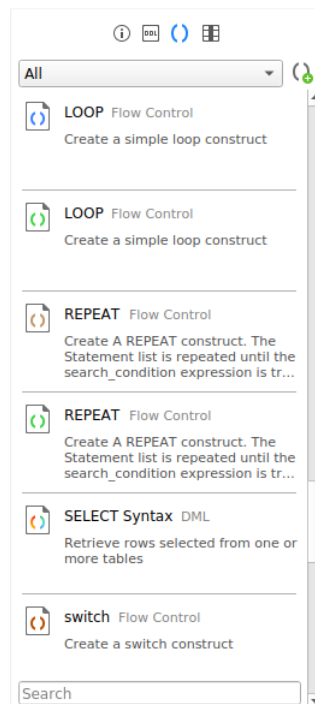 DDL
All
LOOP Flow Control
Create a simple loop construct
LOOP Flow Control
Create a simple loop construct
REPEAT Flow Control
Create A REPEAT construct. The
Statement list is repeated until the
search_condition expression is tr...
REPEAT Flow Control
Create A REPEAT construct. The
Statement list is repeated until the
search_condition expression is tr...
SELECT Syntax DML
Retrieve rows selected from one or
more tables
switch Flow Control
Create a switch construct
Search